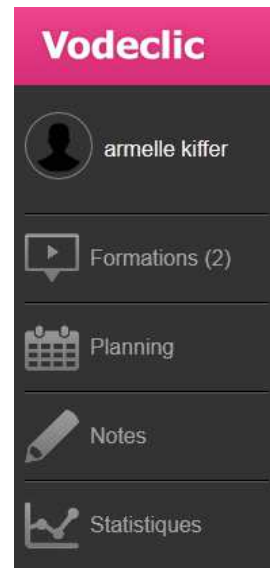 Vodeclic
armelle kiffer
Formations (2)
Planning
Notes
Statistiques